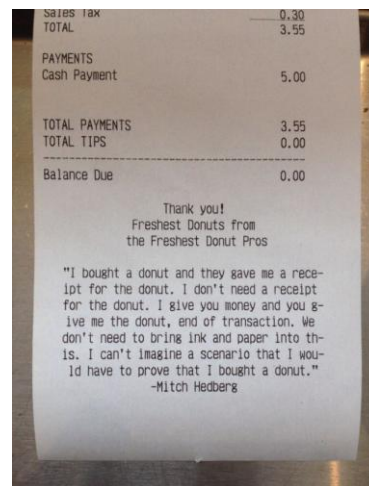 Sales Tax 0.30
TOTAL 3.55
PAYMENTS
Cash Payment 5.00
TOTAL PAYMENTS 3.55
TOTAL TIPS 0.00
Balance Due 0.00
Thank you!
Freshest Donuts from
the Freshest Donut Pros
"I bought a donut and they gave me a rece-
ipt for the donut. I don't need a receipt
for the donut. I give you money and you g-
ive me the donut, end of transaction. We
don't need to bring ink and paper into th-
is. I can't imagine a scenario that I wou-
ld have to prove that I bought a donut."
-Mitch Hedberg